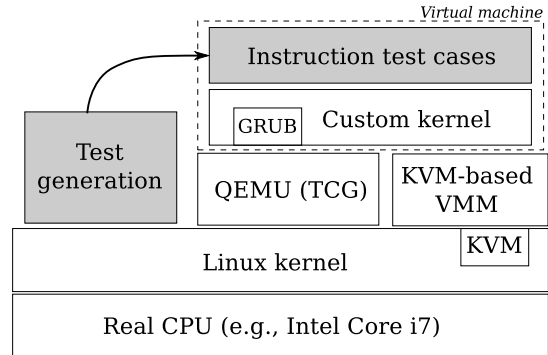 Virtual machine
Instruction test cases
GRUB
Custom kernel
Test
generation
QEMU (TCG)
KVM-based
VMM
KVM
Linux kernel
Real CPU (e.g., Intel Core i7)